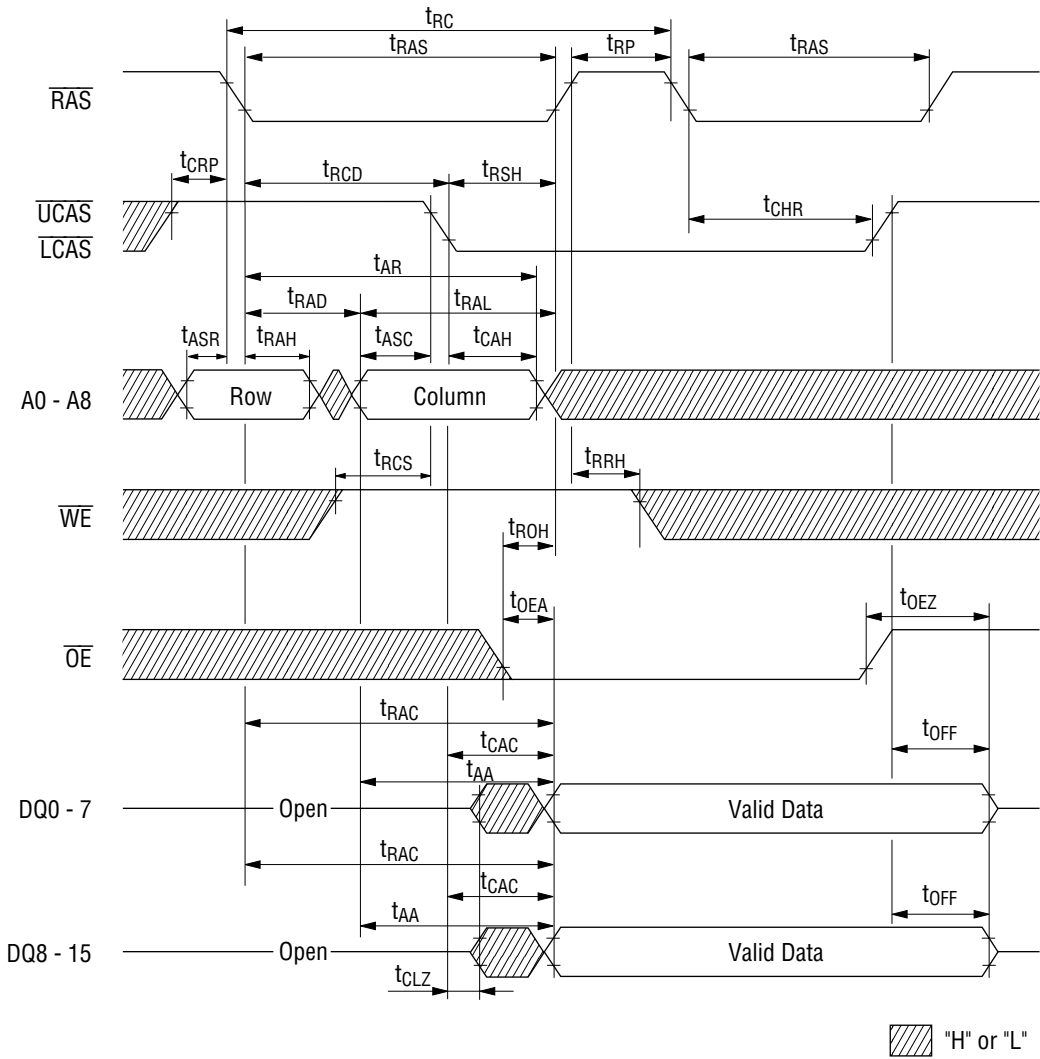 tRC
tRAS tRP tRAS
RAS
tCRP tRCD tRSH
UCAS
LCAS
tCHR
tAR
tRAD tRAL
tASR tRAH tASC tCAH
A0 - A8 Row Column
tRCS tRRH
WE
tROH
tOEA tOEZ
OE
tRAC
tCAC tOFF
tAA
DQ0 - 7 Open Valid Data
tRAC
tCAC tOFF
tAA
DQ8 - 15 Open Valid Data
tCLZ
"H" or "L"